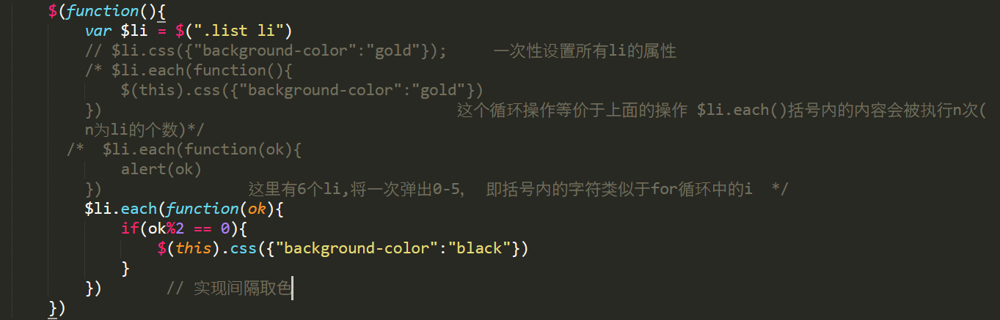 $(function(){
var $li = $(".list li")
// $li.css({"background-color":"gold"}); 一次性设置所有li的属性
/* $li.each(function(){
$(this).css({"background-color":"gold"})
}) 这个循环操作等价于上面的操作 $li.each()括号内的内容会被执行n次(
n为li的个数)*/
/* $li.each(function(ok){
alert(ok)
}) 这里有6个li,将一次弹出0-5, 即括号内的字符类似于for循环中的i */
$li.each(function(ok){
if(ok%2 == 0){
$(this).css({"background-color":"black"})
}
}) // 实现间隔取色
})